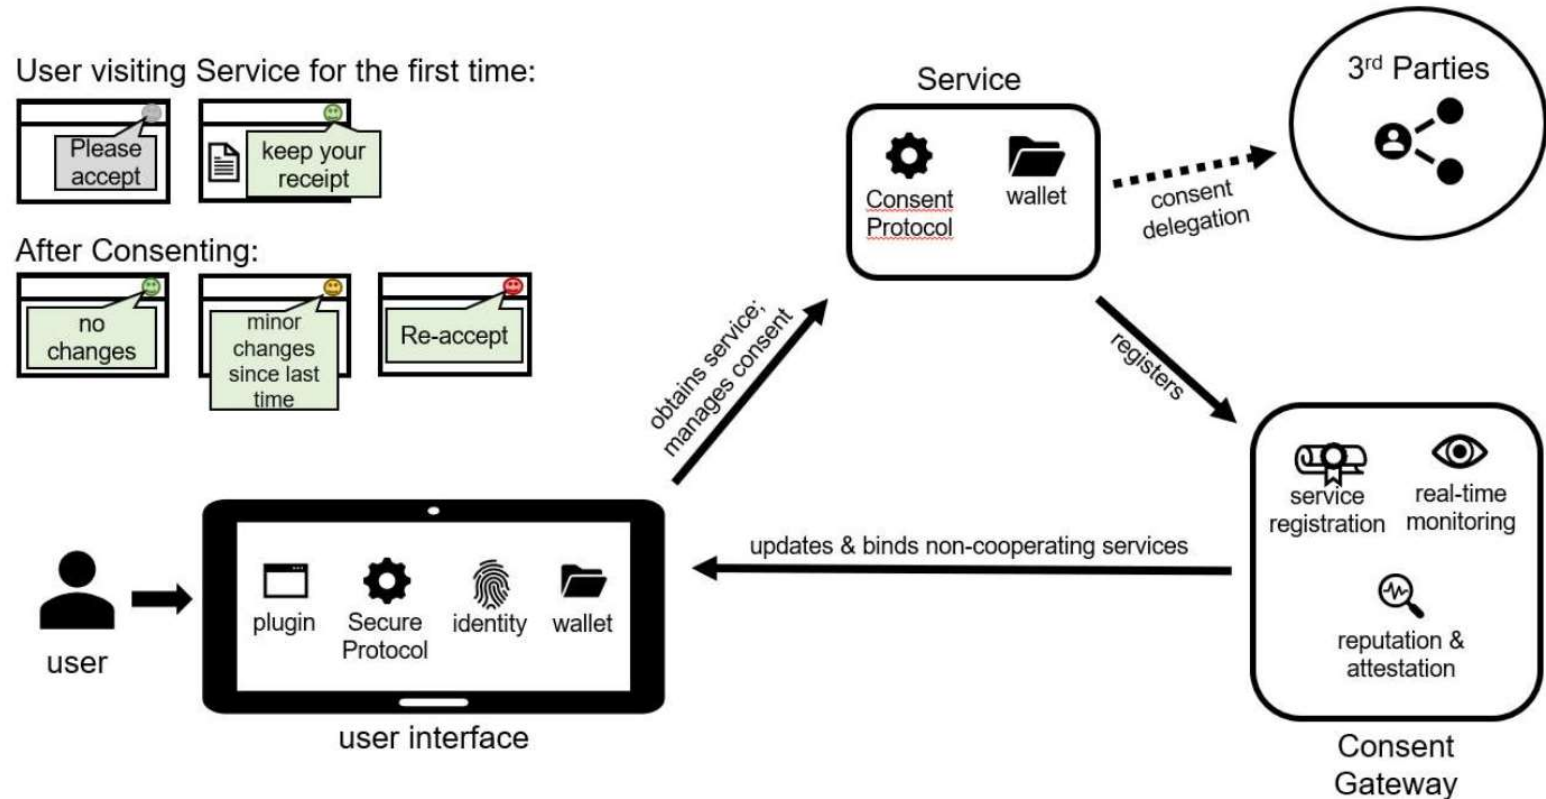 User visiting Service for the first time:
Please
accept
keep your
receipt
After Consenting:
no
changes
minor
changes
since last
time
Re-accept
Service
Consent
Protocol
wallet
3rd Parties
consent
delegation
obtains service;
manages consent
registers
updates & binds non-cooperating services
user
plugin
Secure
Protocol
identity
wallet
user interface
service
registration
real-time
monitoring
reputation &
attestation
Consent
Gateway